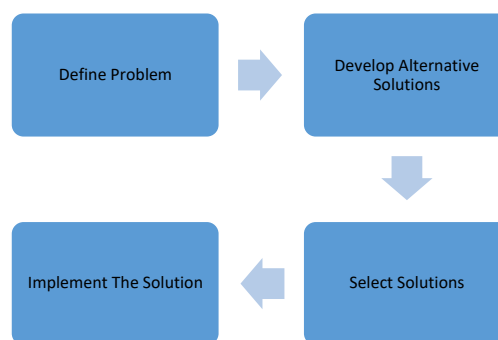 Define Problem
Develop Alternative
Solutions
Select Solutions
Implement The Solution